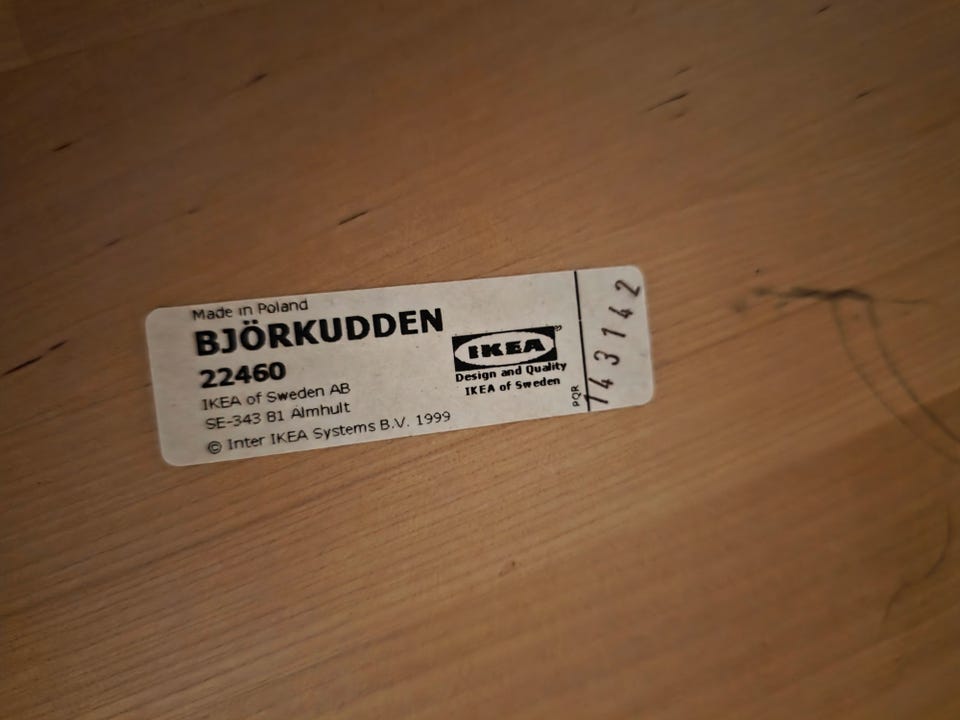 Made in Poland
BJÖRKUDDEN
22460
IKEA of Sweden AB
SE-343 81 Älmhult
© Inter IKEA Systems B.V. 1999
IKEA®
Design and Quality
IKEA of Sweden
PQR
143142